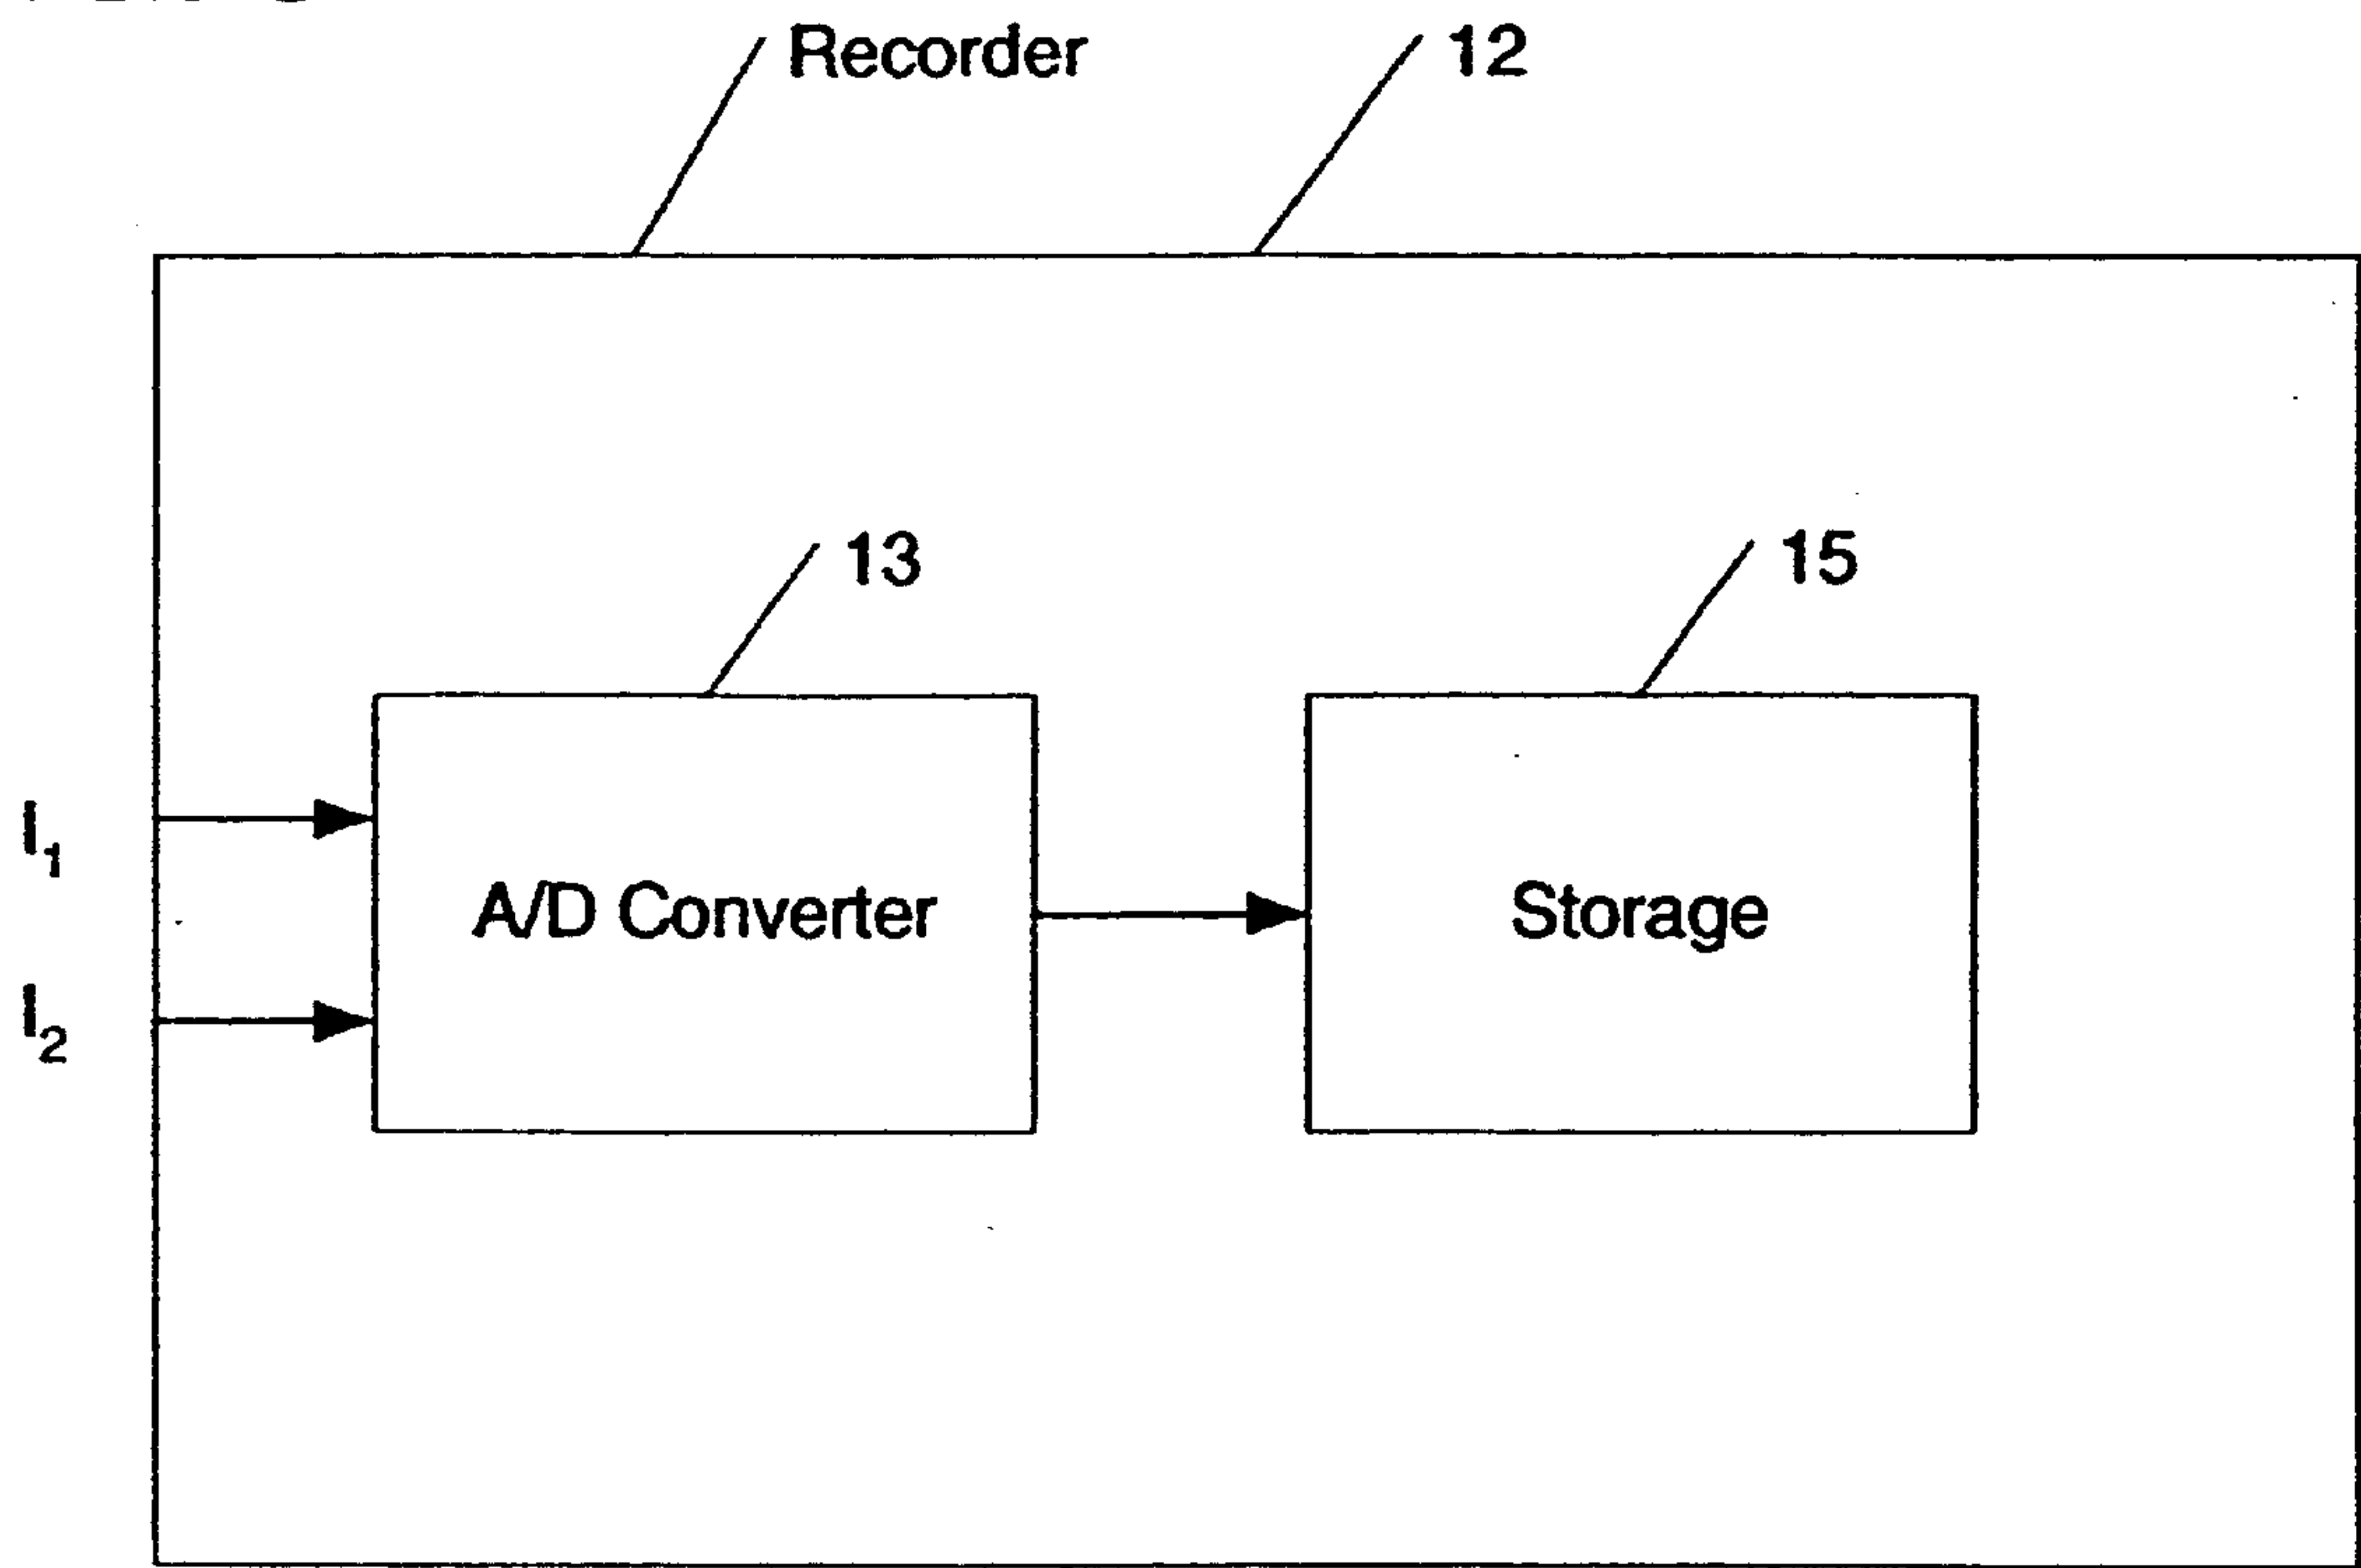 Recorder 12
13 15
I₁
A/D Converter Storage
I₂